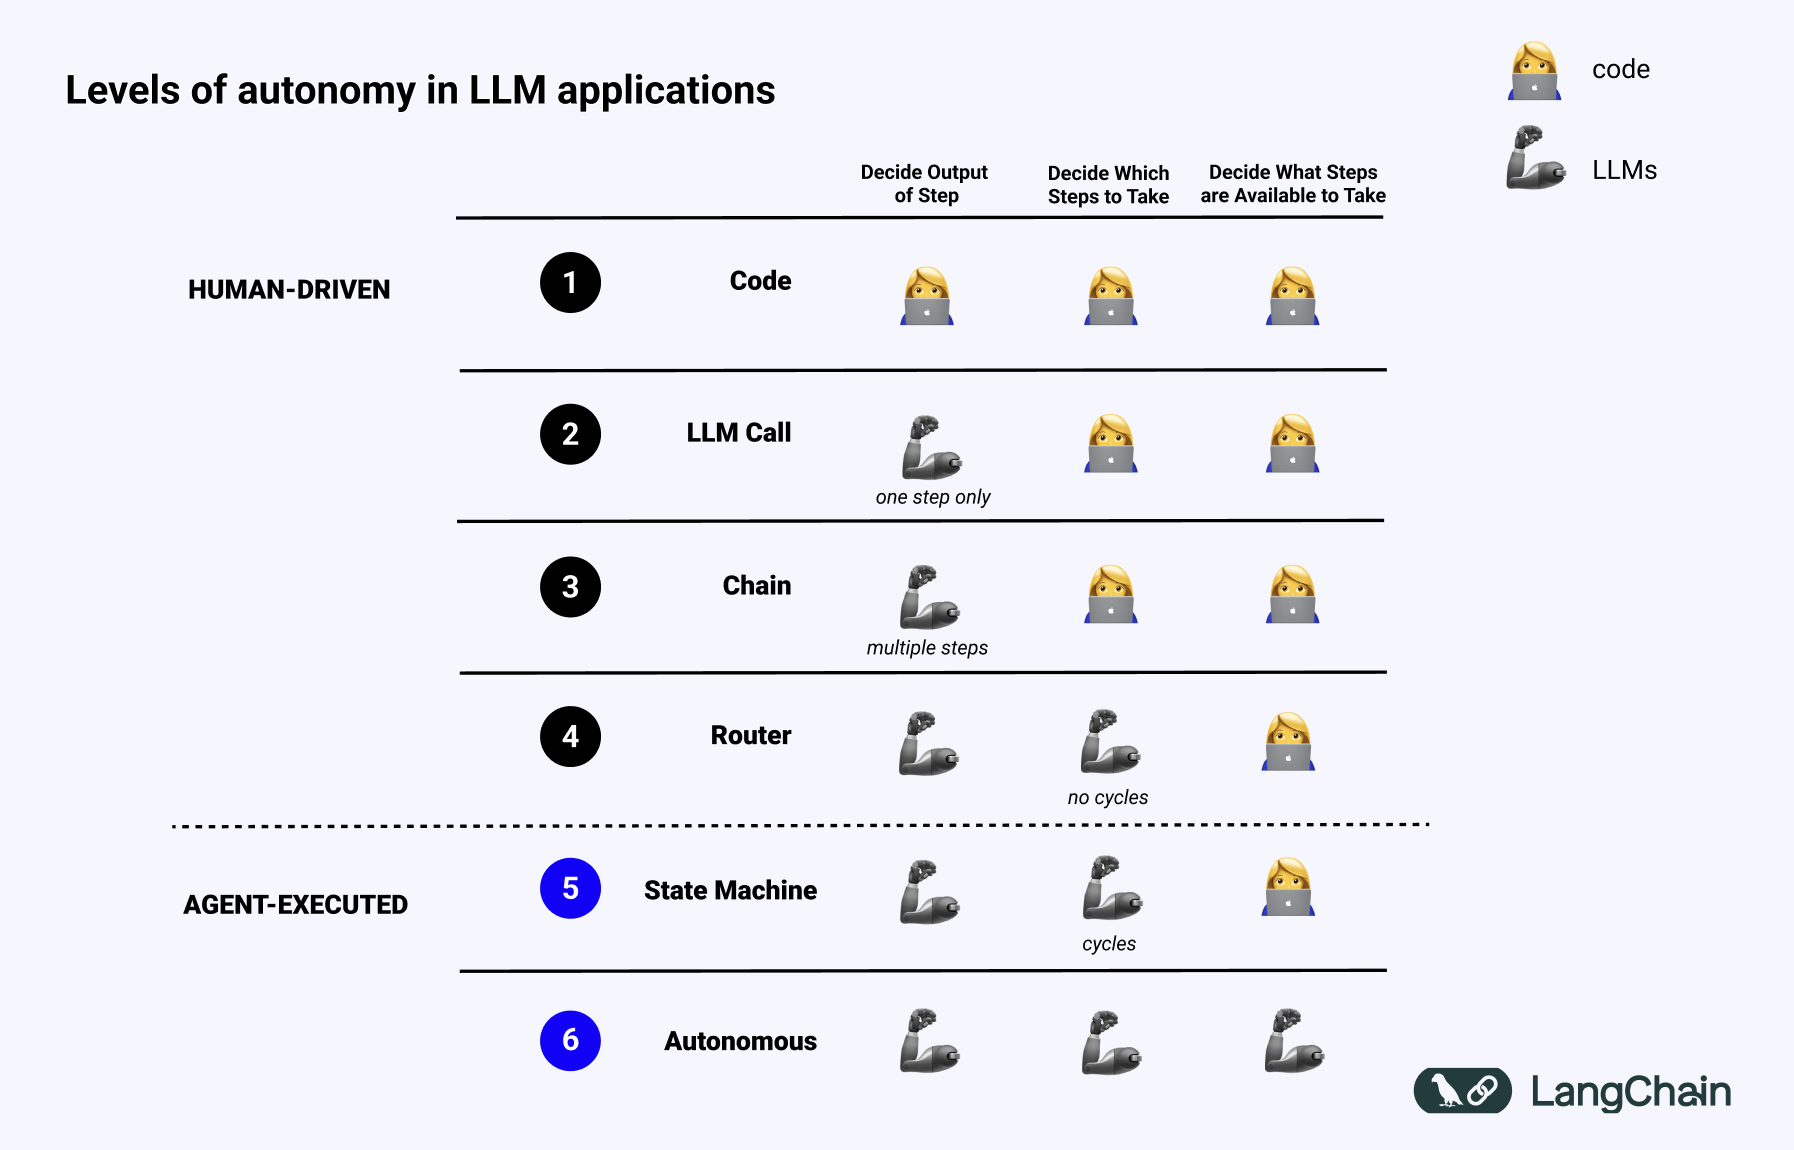 Levels of autonomy in LLM applications
code
LLMs
Decide Output
of Step
Decide Which
Steps to Take
Decide What Steps
are Available to Take
HUMAN-DRIVEN
1
Code
2
LLM Call
one step only
3
Chain
multiple steps
4
Router
no cycles
AGENT-EXECUTED
5
State Machine
cycles
6
Autonomous
LangChain